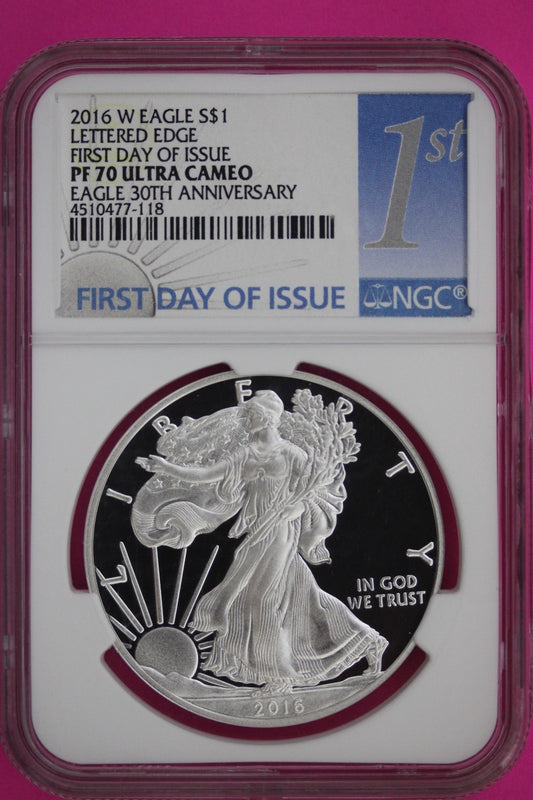 2016 W EAGLE S$1
LETTERED EDGE
FIRST DAY OF ISSUE
PF 70 ULTRA CAMEO
EAGLE 30TH ANNIVERSARY
4510477-118
1st
FIRST DAY OF ISSUE
NGC®
LIBERTY
IN GOD
WE TRUST
2016